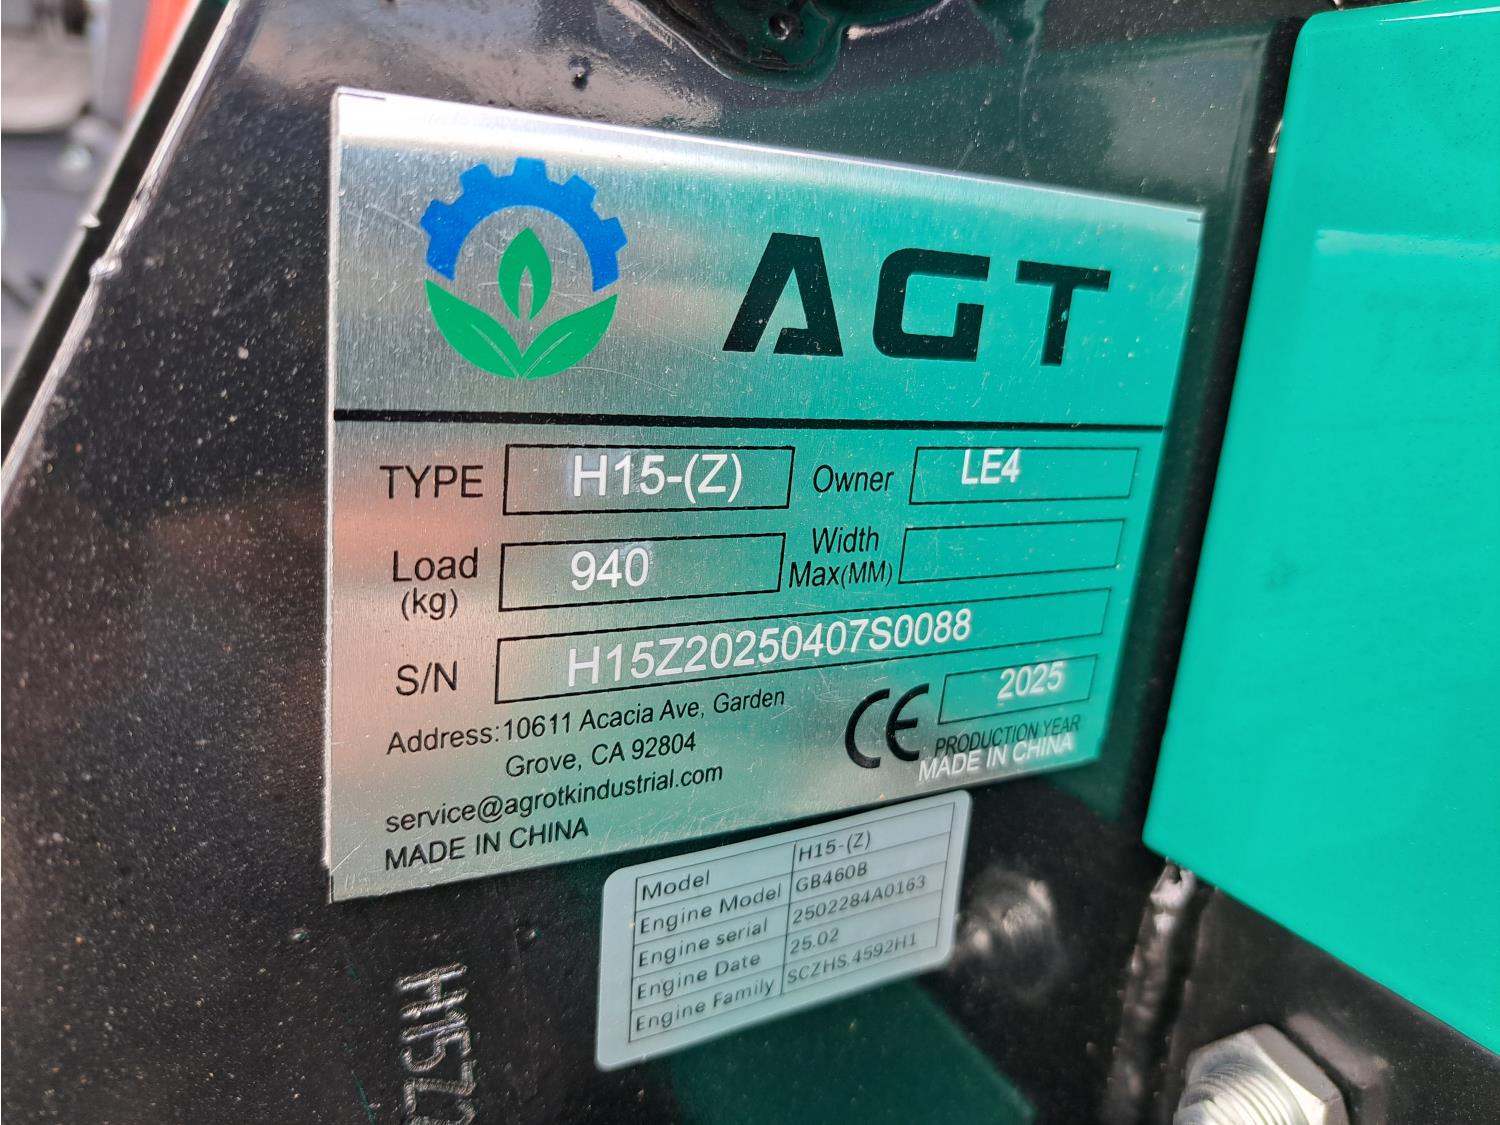 AGT
TYPE H15-(Z) Owner LE4
Load (kg) 940 Width Max(MM)
S/N H15Z20250407S0088
Address:10611 Acacia Ave, Garden
Grove, CA 92804
service@agrotkindustrial.com
MADE IN CHINA
CE 2025
PRODUCTION YEAR
MADE IN CHINA
Model H15-(Z)
Engine Model GB460B
Engine serial 2502284A0163
Engine Date 25.02
Engine Family SCZHS.4592H1
H15Z2